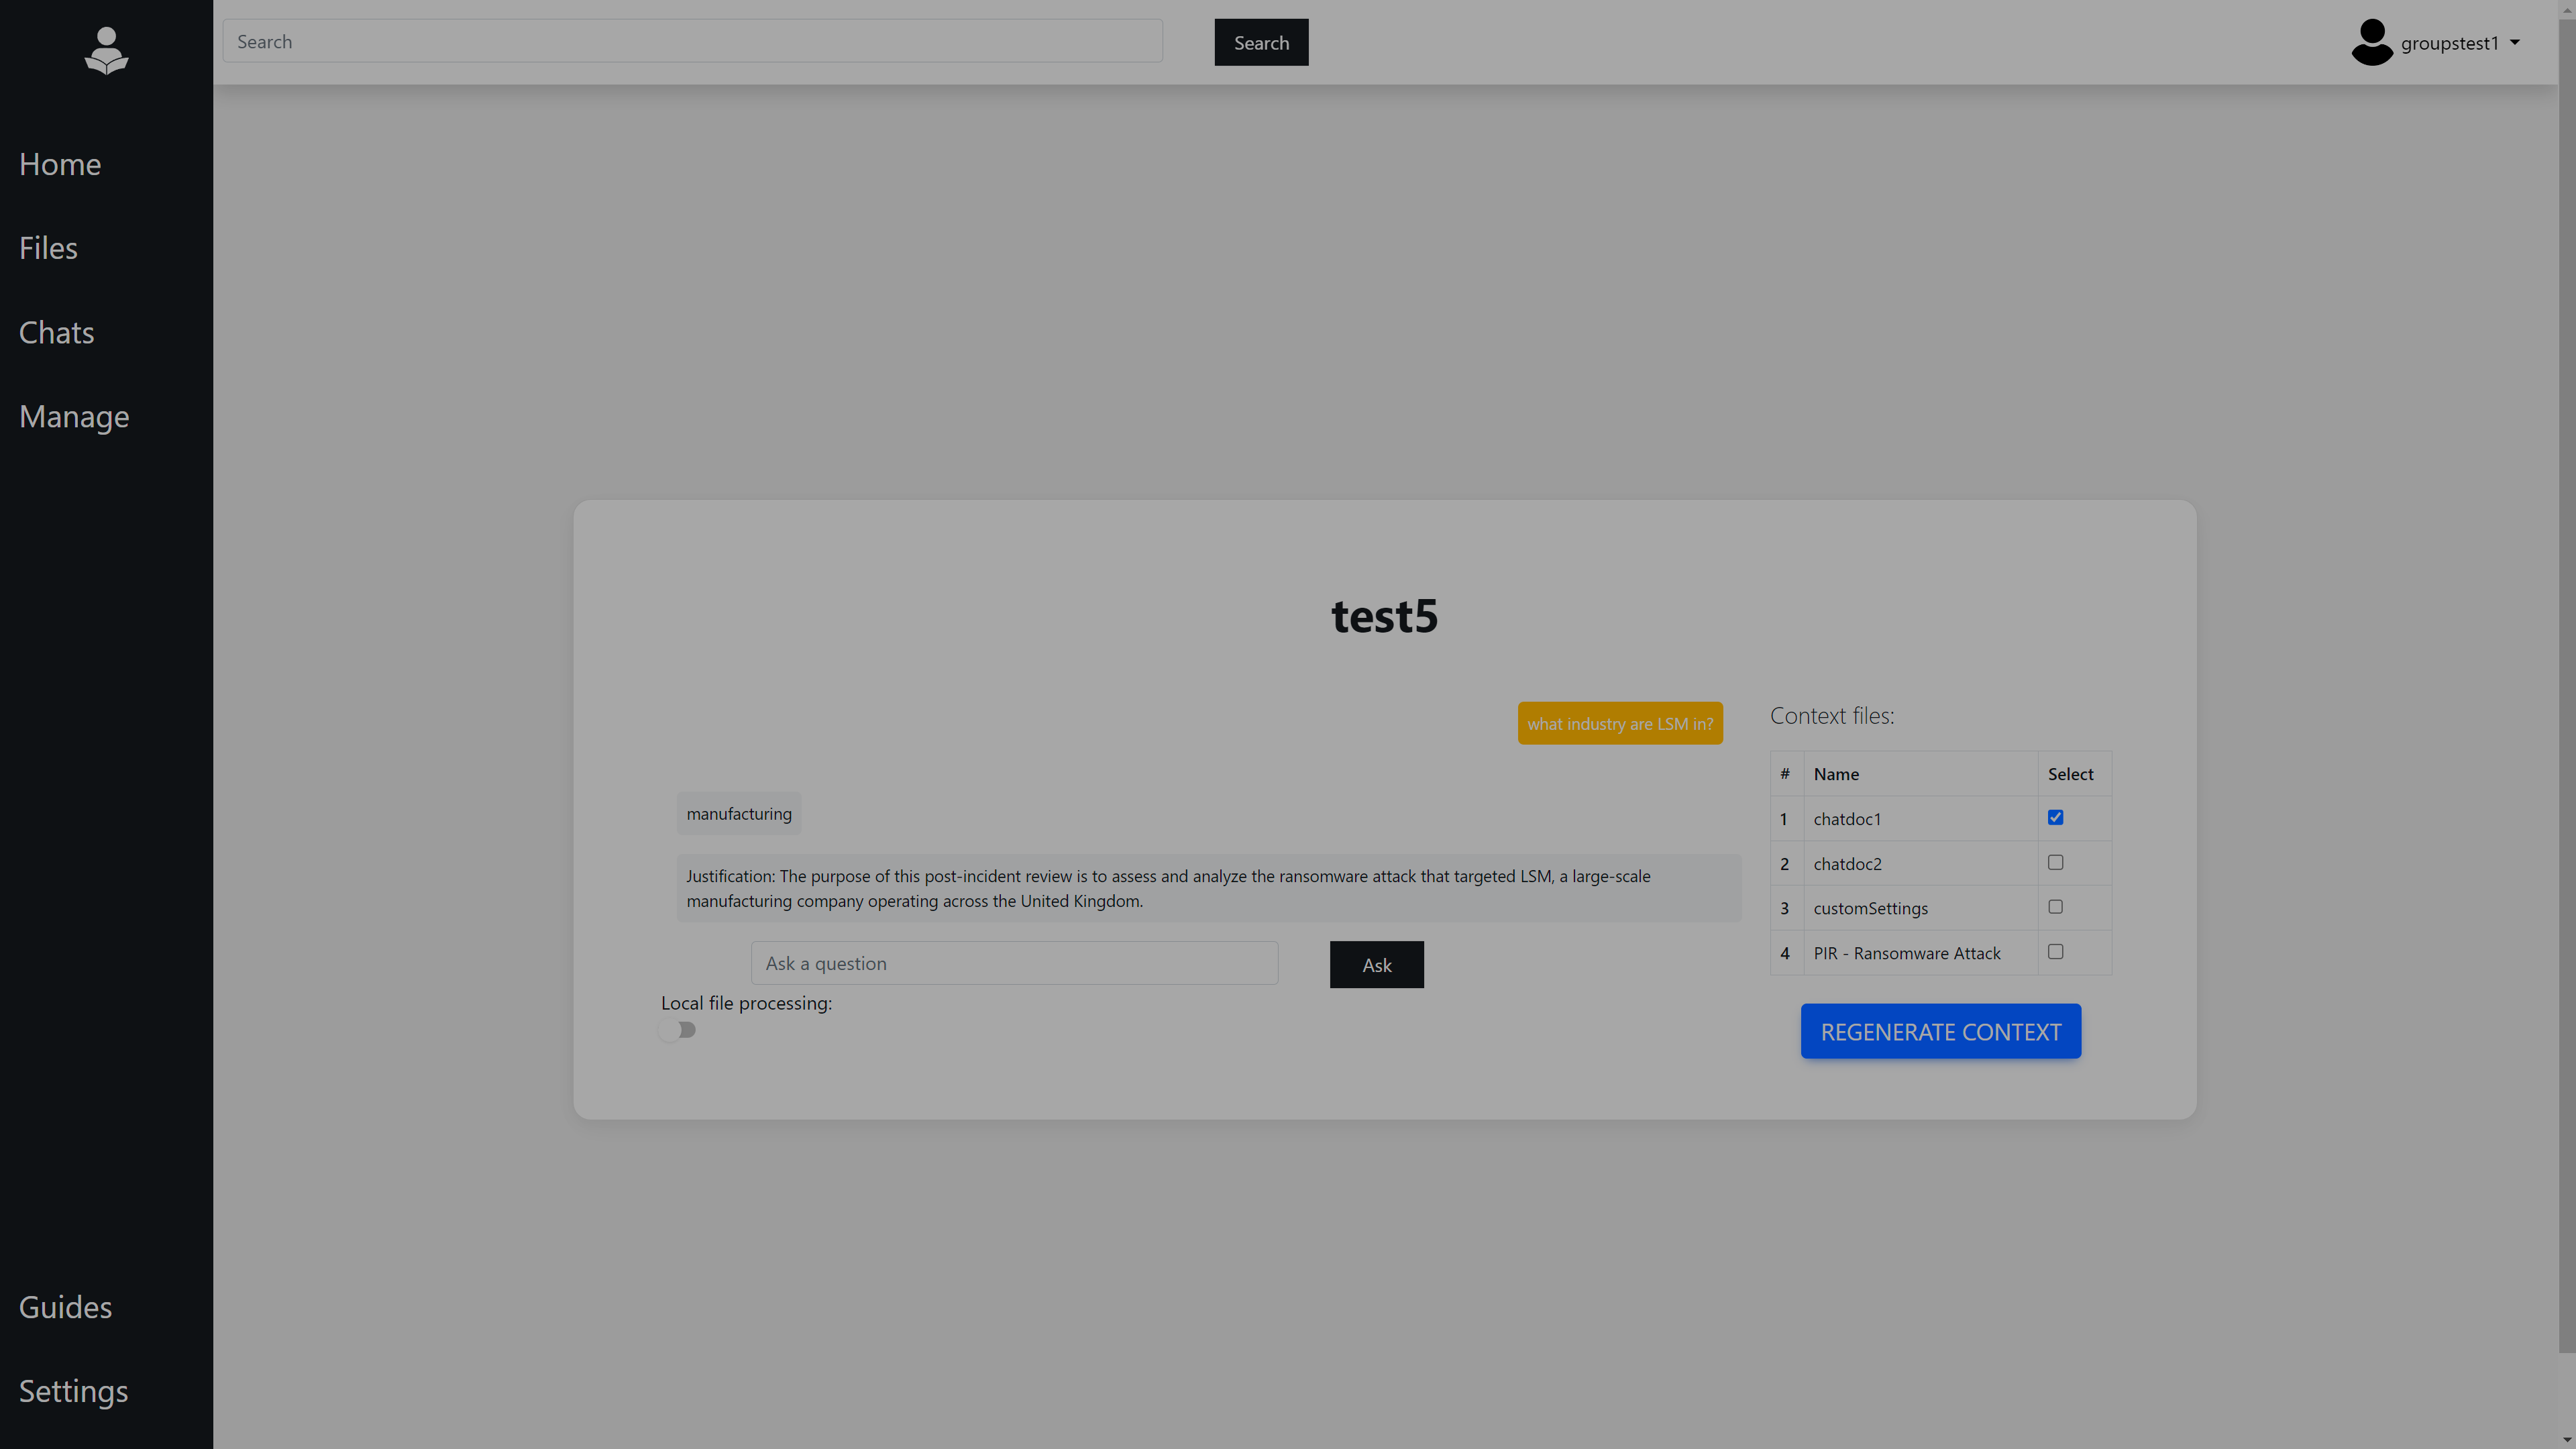 Search
Search
groupstest1
Home
Files
Chats
Manage
Guides
Settings
test5
what industry are LSM in?
manufacturing
Justification: The purpose of this post-incident review is to assess and analyze the ransomware attack that targeted LSM, a large-scale
manufacturing company operating across the United Kingdom.
Ask a question
Ask
Local file processing:
Context files:
# Name Select
1 chatdoc1
2 chatdoc2
3 customSettings
4 PIR - Ransomware Attack
REGENERATE CONTEXT